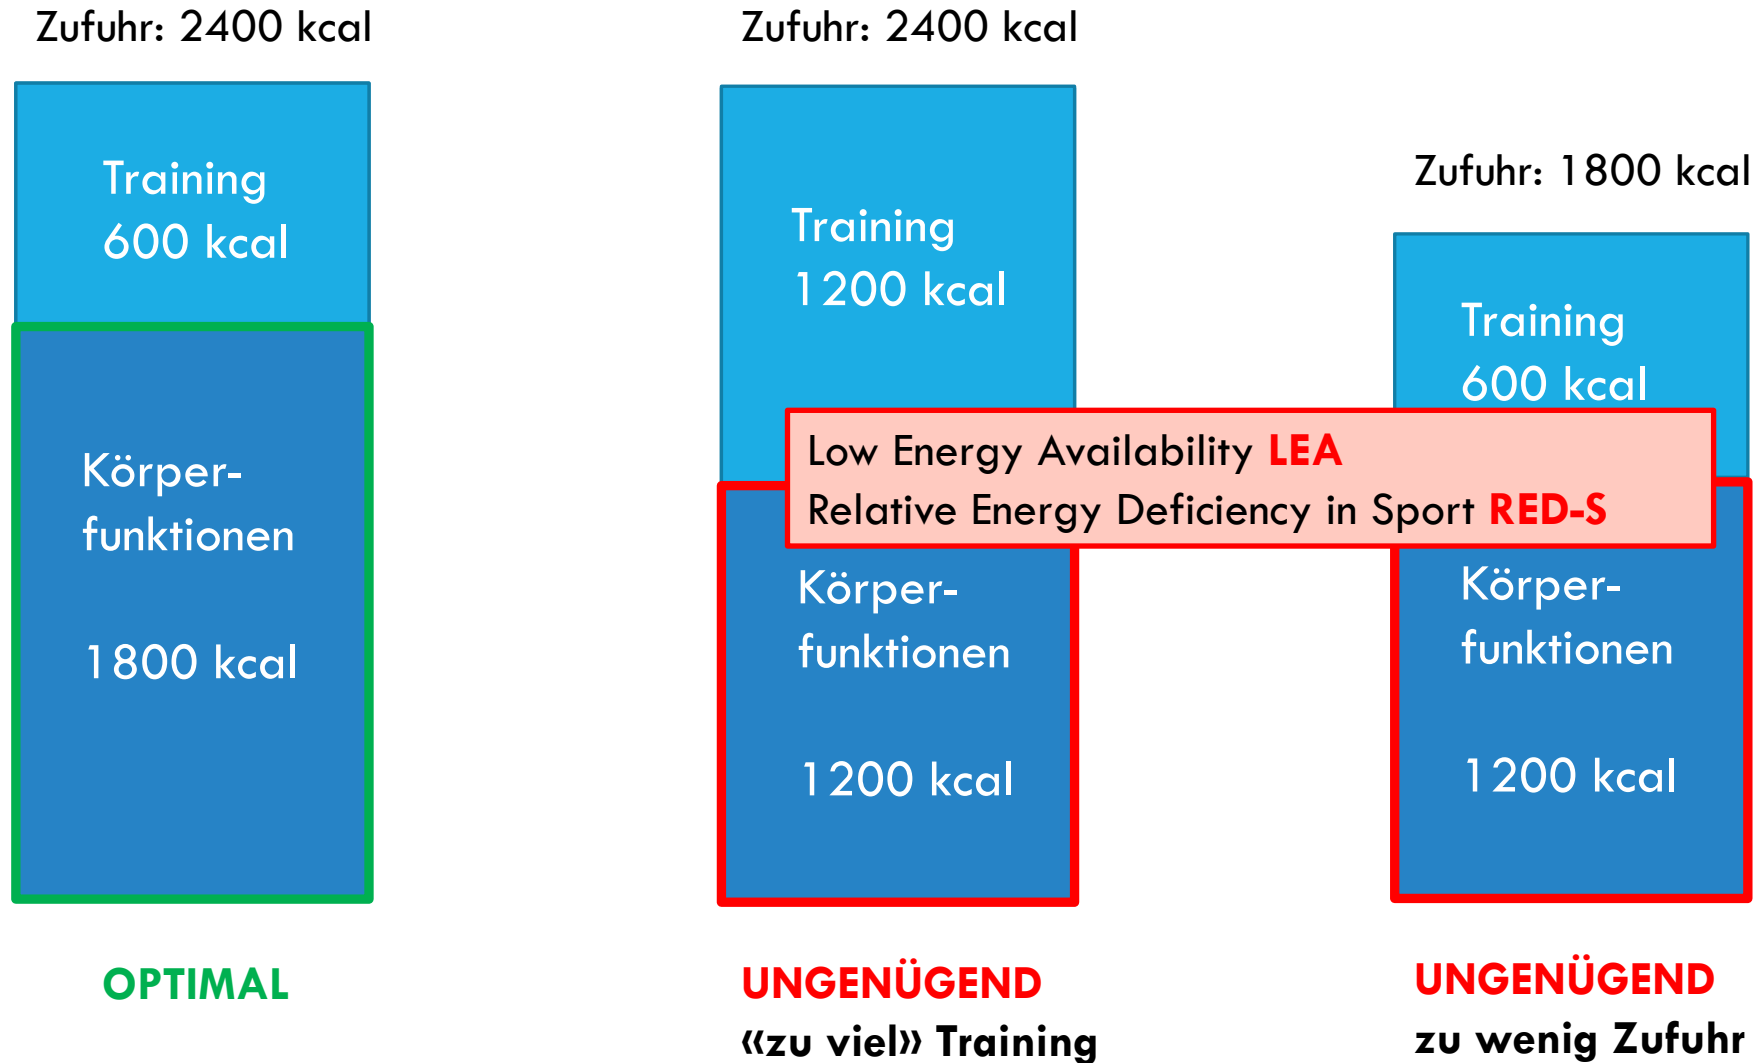 Zufuhr: 2400 kcal
Training
600 kcal
Körper-
funktionen
1800 kcal
OPTIMAL
Zufuhr: 2400 kcal
Training
1200 kcal
Low Energy Availability LEA
Relative Energy Deficiency in Sport RED-S
Körper-
funktionen
1200 kcal
UNGENÜGEND
«zu viel» Training
Zufuhr: 1800 kcal
Training
600 kcal
Körper-
funktionen
1200 kcal
UNGENÜGEND
zu wenig Zufuhr